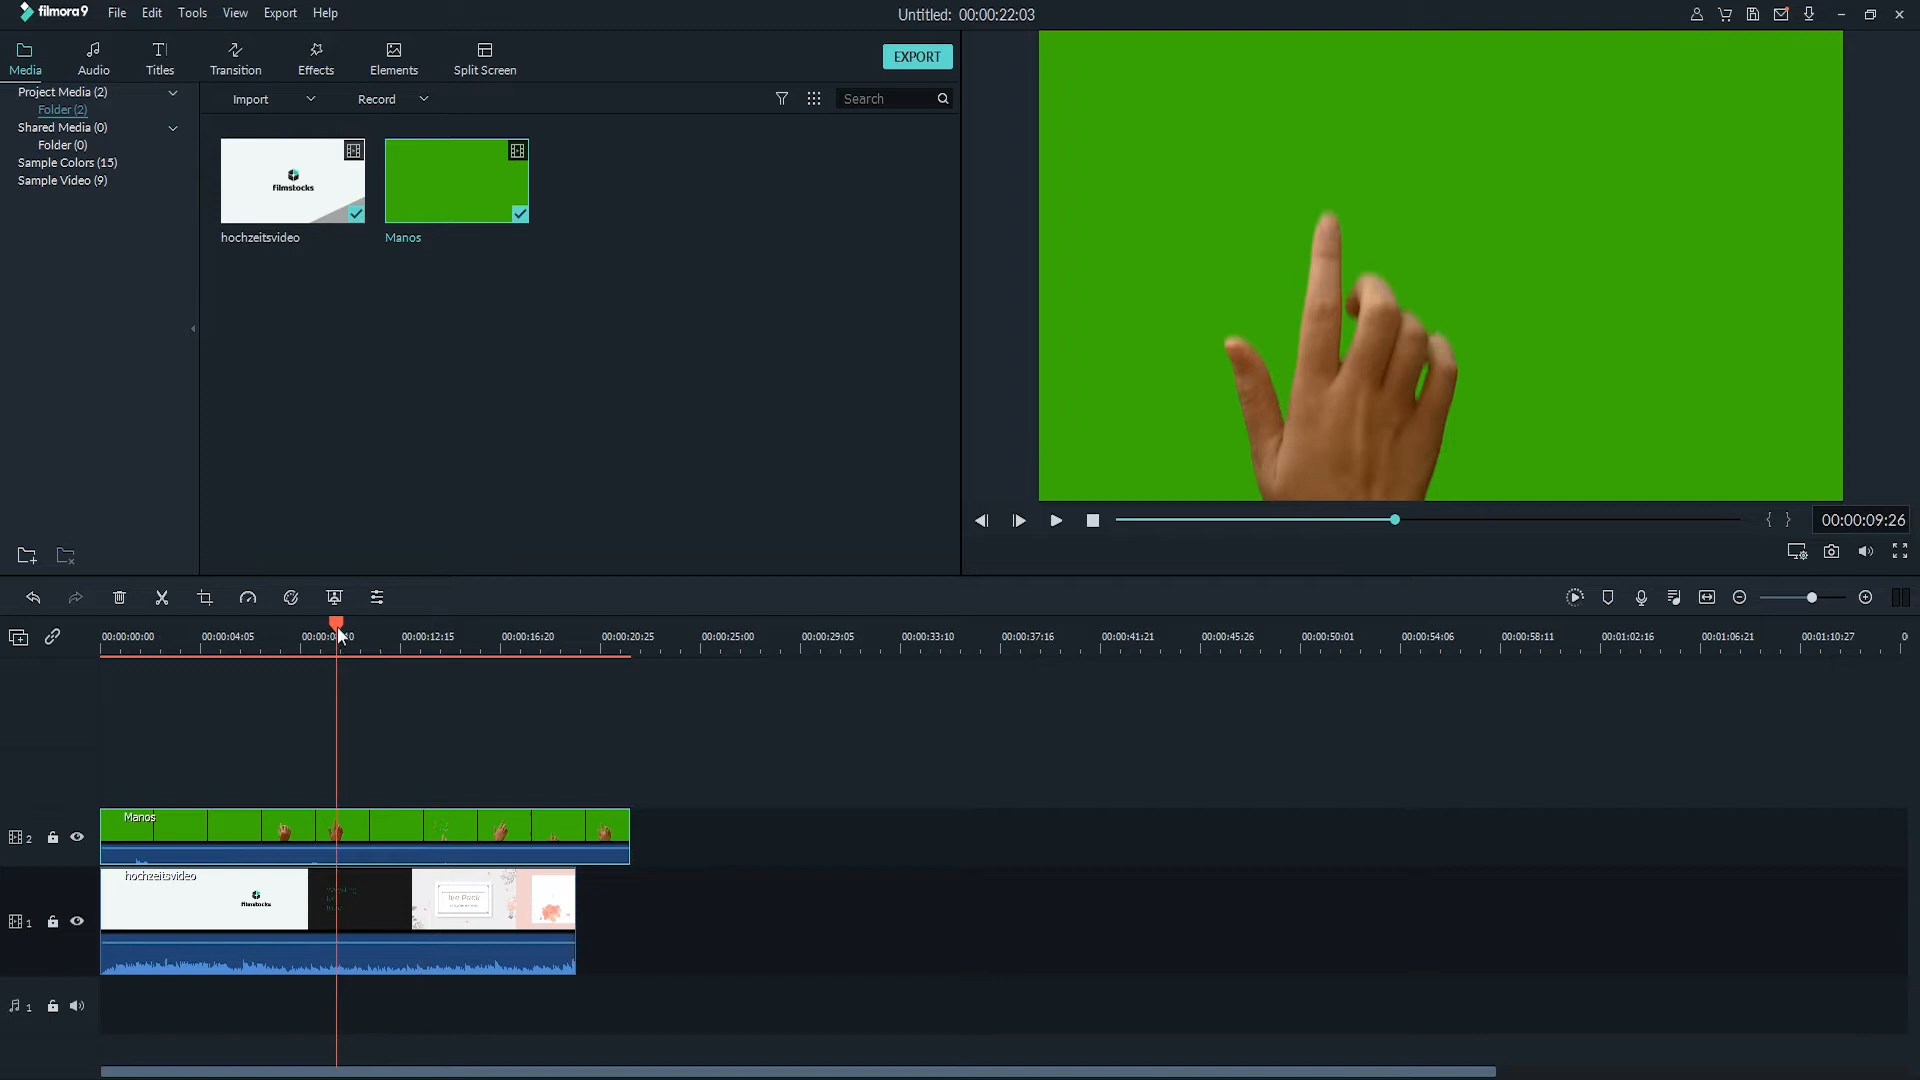 filmora9 File Edit Tools View Export Help
Untitled: 00:00:22:03
Media Audio Titles Transition Effects Elements Split Screen
EXPORT
Project Media (2)
Folder (2)
Shared Media (0)
Folder (0)
Sample Colors (15)
Sample Video (9)
Import Record Search
filmstocks
hochzeitsvideo Manos
00:00:09:26
00:00:00:00 00:00:04:05 00:00:12:15 00:00:16:20 00:00:20:25 00:00:25:00 00:00:29:05 00:00:33:10 00:00:37:16 00:00:41:21 00:00:45:26 00:00:50:01 00:00:54:06 00:00:58:11 00:01:02:16 00:01:06:21 00:01:10:27
Manos
2
hochzeitsvideo
filmstocks
1
1